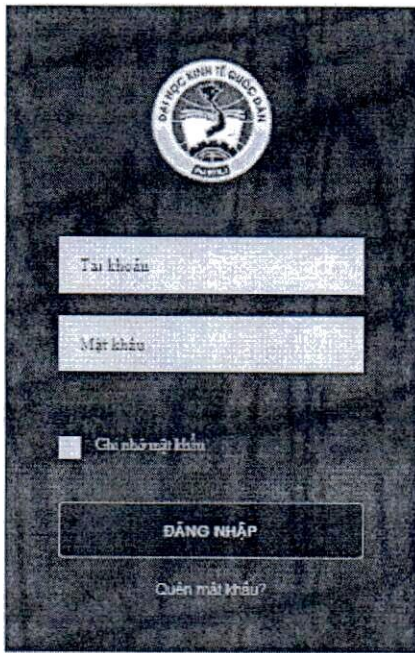 ĐẠI HỌC KINH TẾ QUỐC DÂN
Tài khoản
Mật khẩu
Ghi nhớ mật khẩu
ĐĂNG NHẬP
Quên mật khẩu?